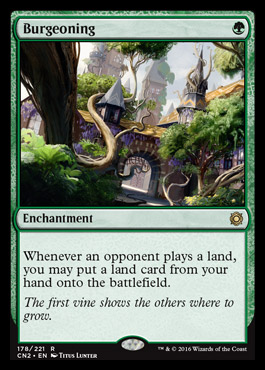 Burgeoning
Enchantment
Whenever an opponent plays a land,
you may put a land card from your
hand onto the battlefield.
The first vine shows the others where to
grow.
178/221 R
CN2 • EN Titus Lunter
™ & © 2016 Wizards of the Coast